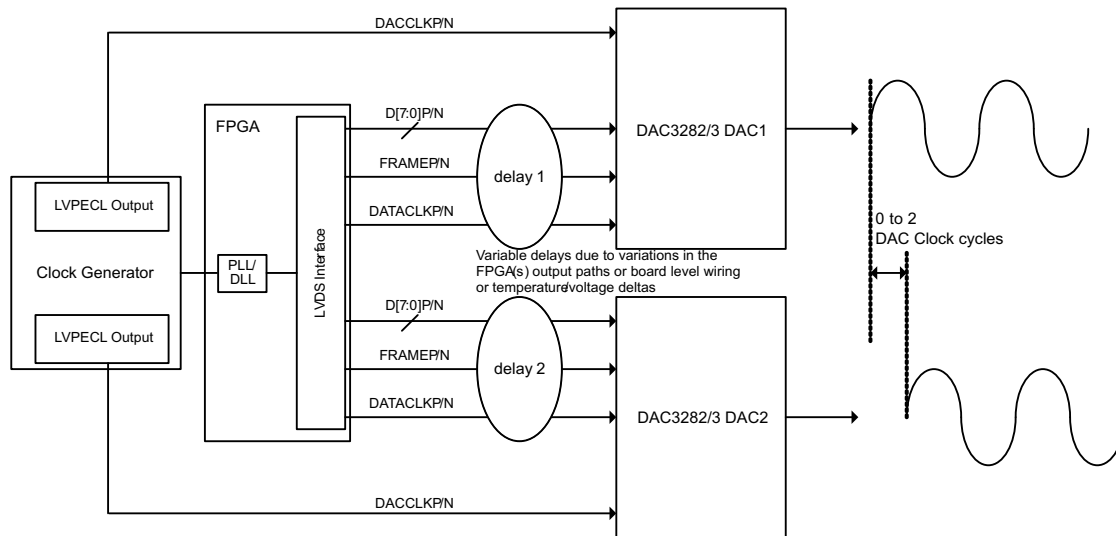 DACCLKP/N
FPGA
D[7:0]P/N
DAC3282/3 DAC1
FRAMEP/N
delay 1
LVPECL Output
DATACLKP/N
0 to 2
DAC Clock cycles
Clock Generator
PLL/
DLL
LVDS Interface
Variable delays due to variations in the
FPGA(s) output paths or board level wiring
or temperature/voltage deltas
D[7:0]P/N
LVPECL Output
FRAMEP/N
delay 2
DATACLKP/N
DAC3282/3 DAC2
DACCLKP/N